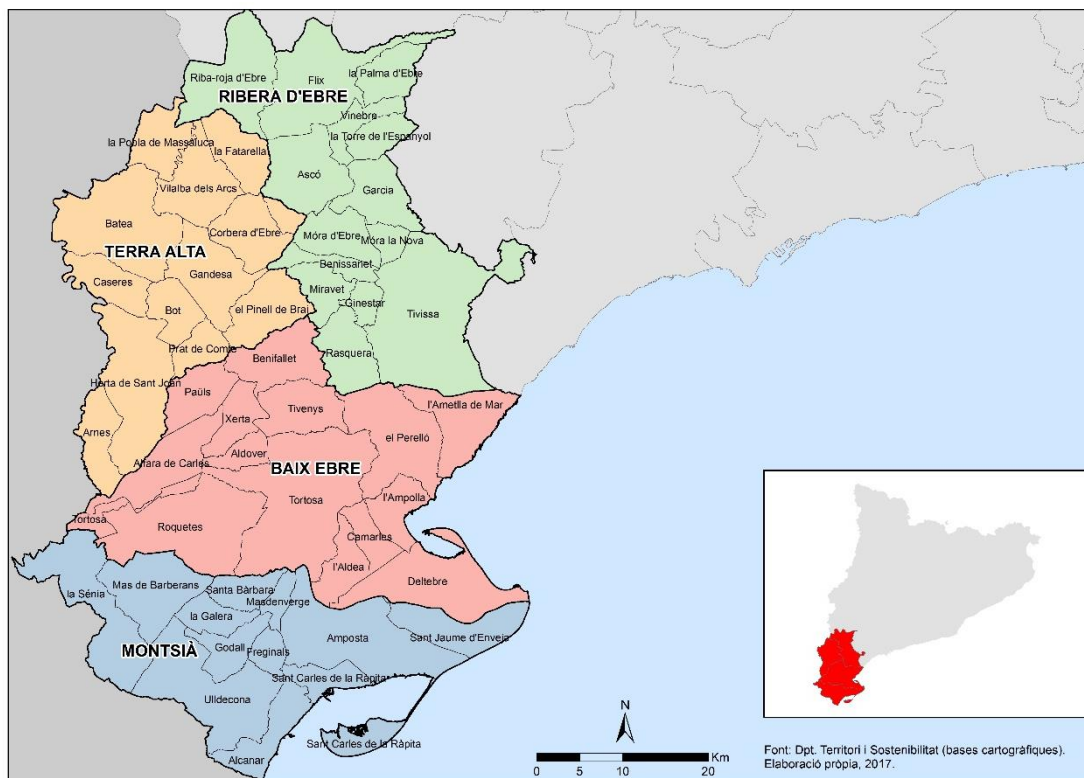 Riba-roja d'Ebre
Flix
la Palma d'Ebre
RIBERA D'EBRE
Vinebre
la Torre de l'Espanyol
la Pobla de Massaluca
la Fatarella
Ascó
Garcia
Vilalba dels Arcs
Batea
Corbera d'Ebre
Móra d'Ebre
Móra la Nova
TERRA ALTA
Benissanet
Gandesa
Caseres
Miravet
Ginestar
Bot
el Pinell de Brai
Tivissa
Prat de Comte
Rasquera
Benifallet
Horta de Sant Joan
Paüls
Tivenys
l'Ametlla de Mar
Xerta
Arnes
el Perelló
Aldover
Alfara de Carles
BAIX EBRE
Tortosa
l'Ampolla
Tortosa
Roquetes
Camarles
l'Aldea
Deltebre
Mas de Barberans
la Sénia
Santa Bàrbara
Masdenverge
la Galera
Amposta
Sant Jaume d'Enveja
MONTSIÀ
Godall
Freginals
Sant Carles de la Ràpita
Ulldecona
Sant Carles de la Ràpita
Alcanar
N
Km
0 5 10 20
Font: Dpt. Territori i Sostenibilitat (bases cartogràfiques).
Elaboració pròpia, 2017.